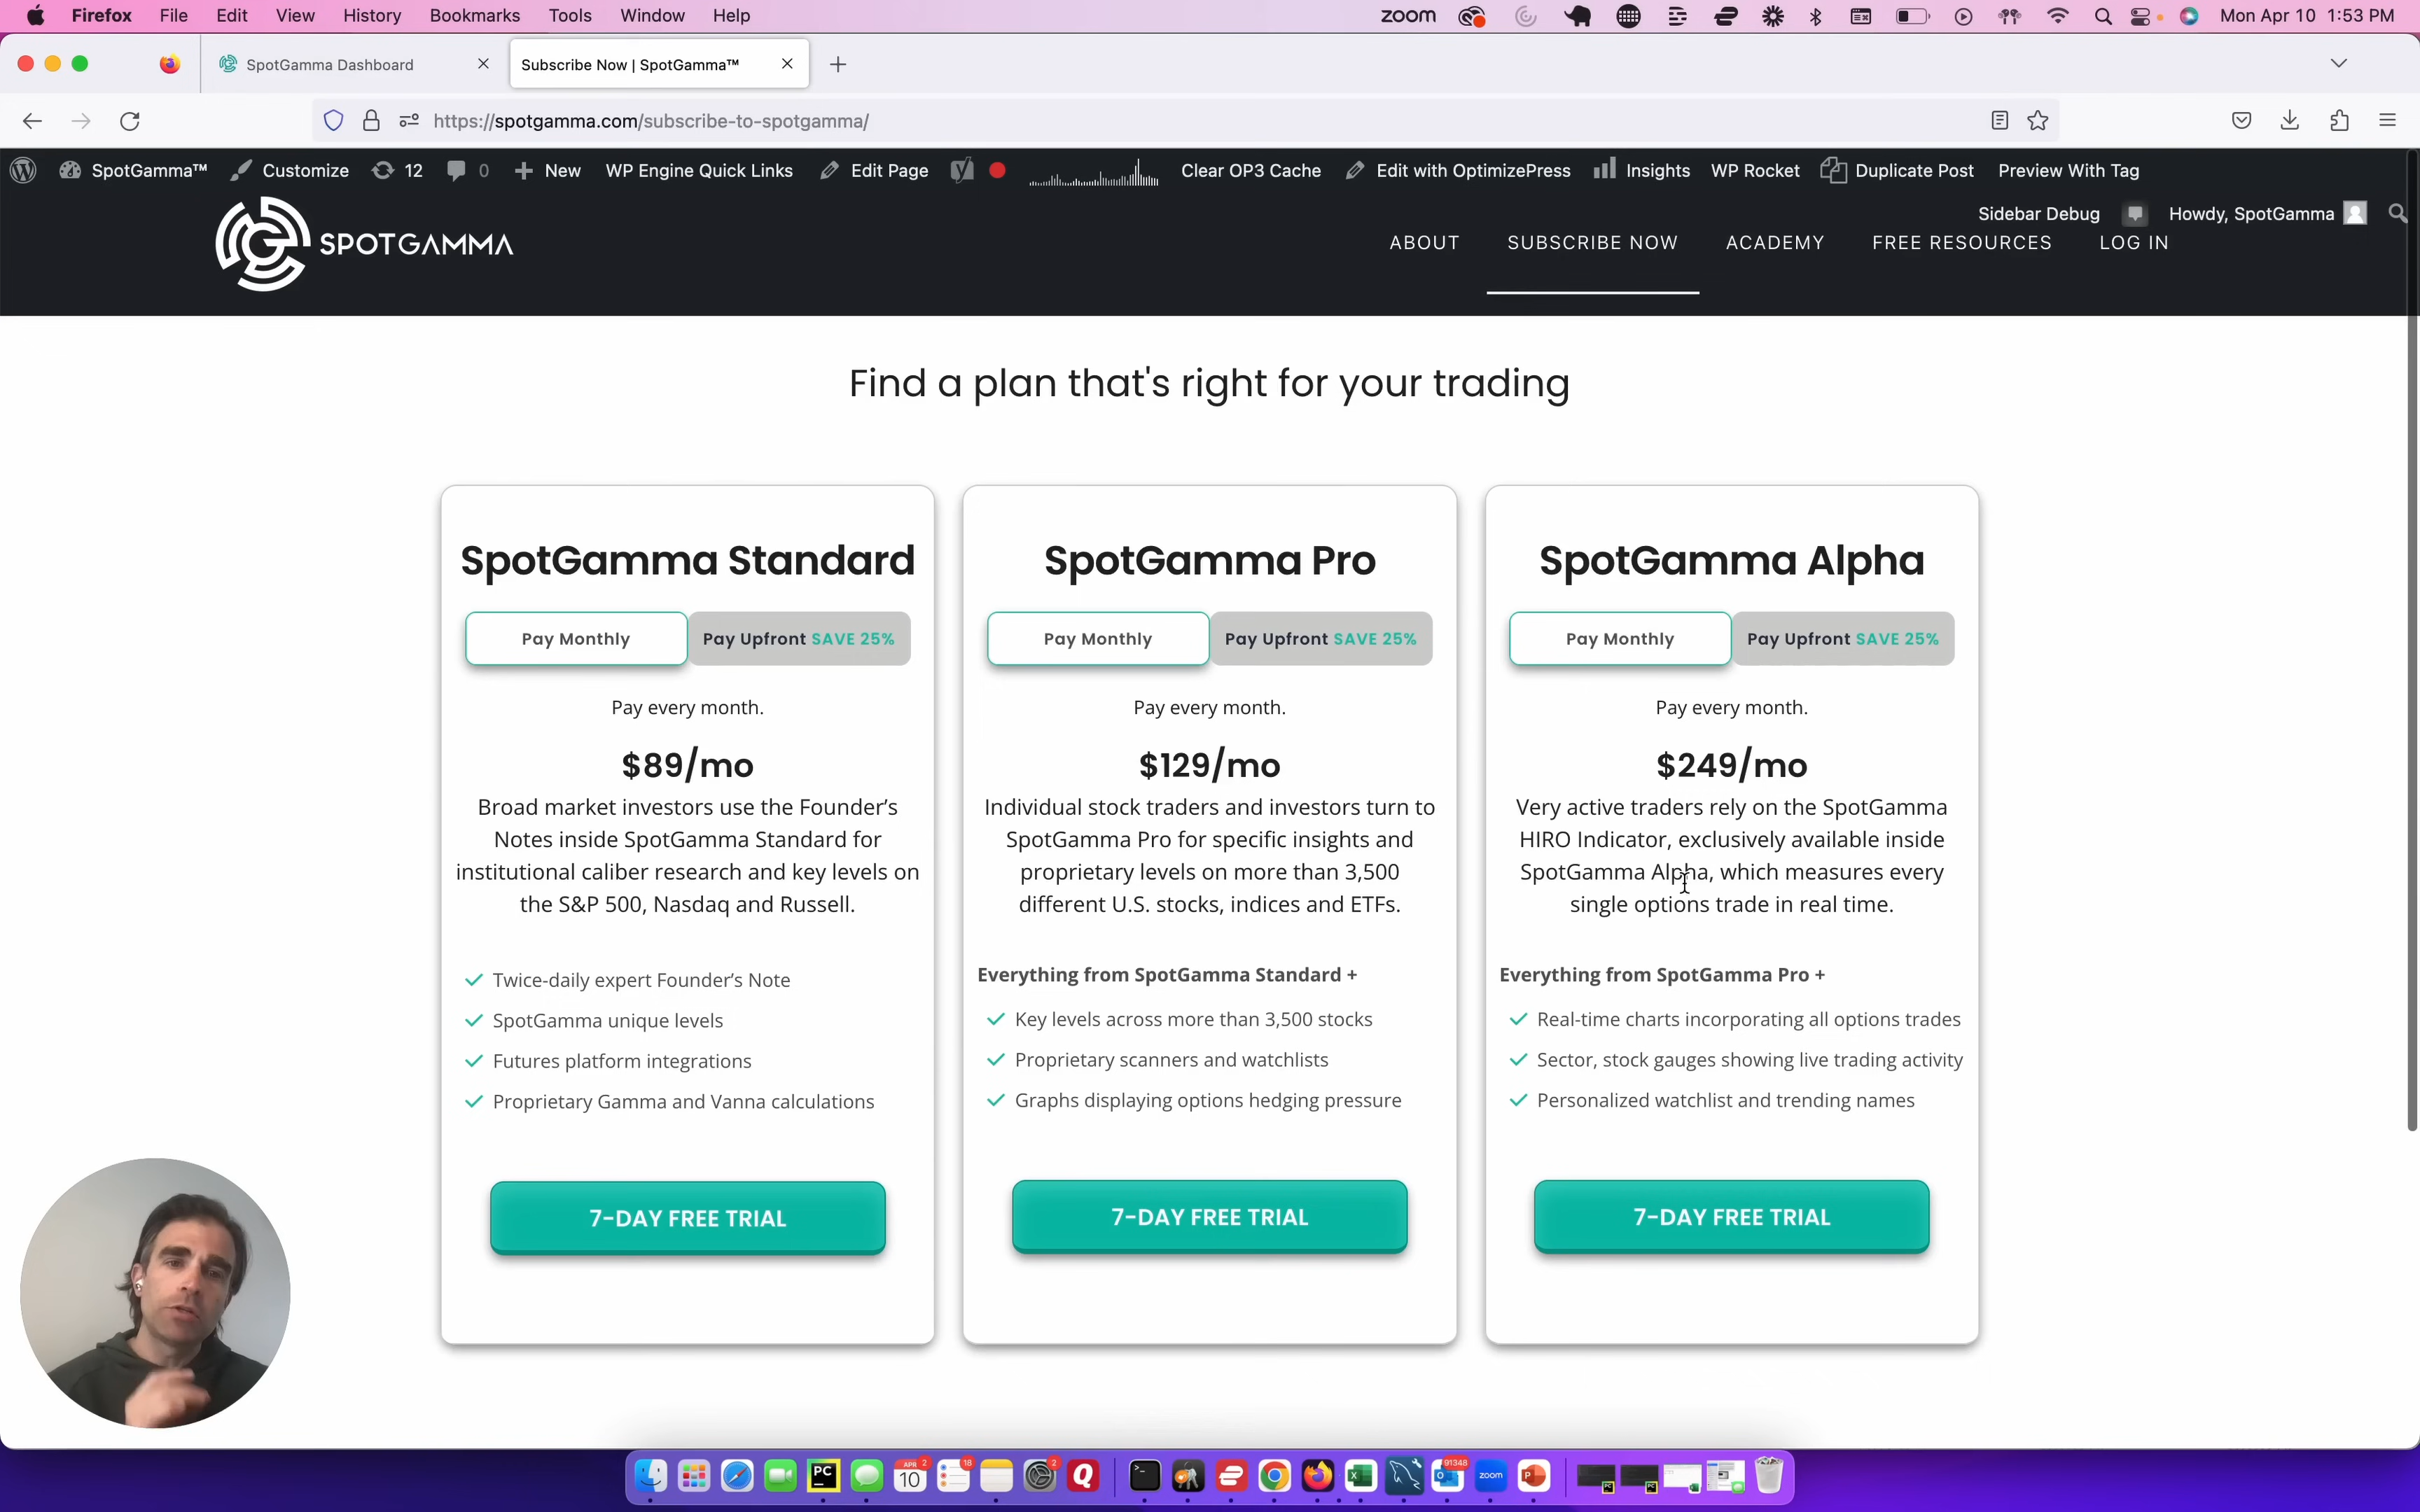 Firefox File Edit View History Bookmarks Tools Window Help zoom Mon Apr 10 1:53 PM
SpotGamma Dashboard Subscribe Now | SpotGamma™
https://spotgamma.com/subscribe-to-spotgamma/
SpotGamma™ Customize 12 0 New WP Engine Quick Links Edit Page Clear OP3 Cache Edit with OptimizePress Insights WP Rocket Duplicate Post Preview With Tag
Sidebar Debug Howdy, SpotGamma
SPOTGAMMA ABOUT SUBSCRIBE NOW ACADEMY FREE RESOURCES LOG IN
Find a plan that's right for your trading
SpotGamma Standard
Pay Monthly Pay Upfront SAVE 25%
Pay every month.
$89/mo
Broad market investors use the Founder’s
Notes inside SpotGamma Standard for
institutional caliber research and key levels on
the S&P 500, Nasdaq and Russell.
Twice-daily expert Founder’s Note
SpotGamma unique levels
Futures platform integrations
Proprietary Gamma and Vanna calculations
7-DAY FREE TRIAL
SpotGamma Pro
Pay Monthly Pay Upfront SAVE 25%
Pay every month.
$129/mo
Individual stock traders and investors turn to
SpotGamma Pro for specific insights and
proprietary levels on more than 3,500
different U.S. stocks, indices and ETFs.
Everything from SpotGamma Standard +
Key levels across more than 3,500 stocks
Proprietary scanners and watchlists
Graphs displaying options hedging pressure
7-DAY FREE TRIAL
SpotGamma Alpha
Pay Monthly Pay Upfront SAVE 25%
Pay every month.
$249/mo
Very active traders rely on the SpotGamma
HIRO Indicator, exclusively available inside
SpotGamma Alpha, which measures every
single options trade in real time.
Everything from SpotGamma Pro +
Real-time charts incorporating all options trades
Sector, stock gauges showing live trading activity
Personalized watchlist and trending names
7-DAY FREE TRIAL
PC APR 10 2 18 2 Q 91348 zoom